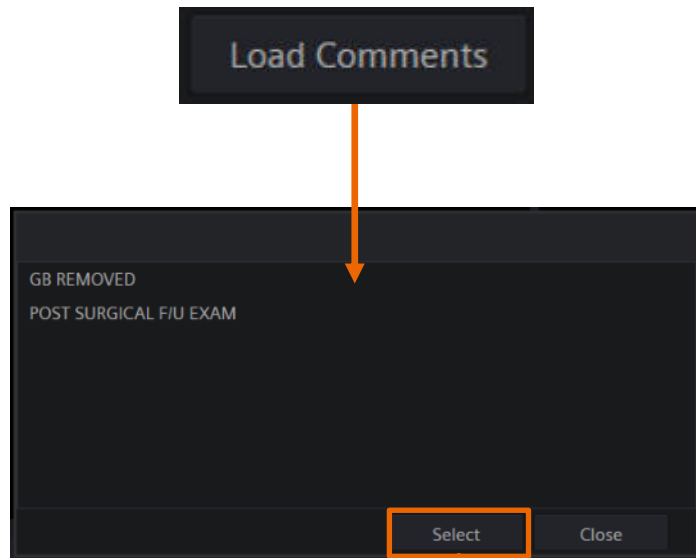 Load Comments
GB REMOVED
POST SURGICAL F/U EXAM
Select Close